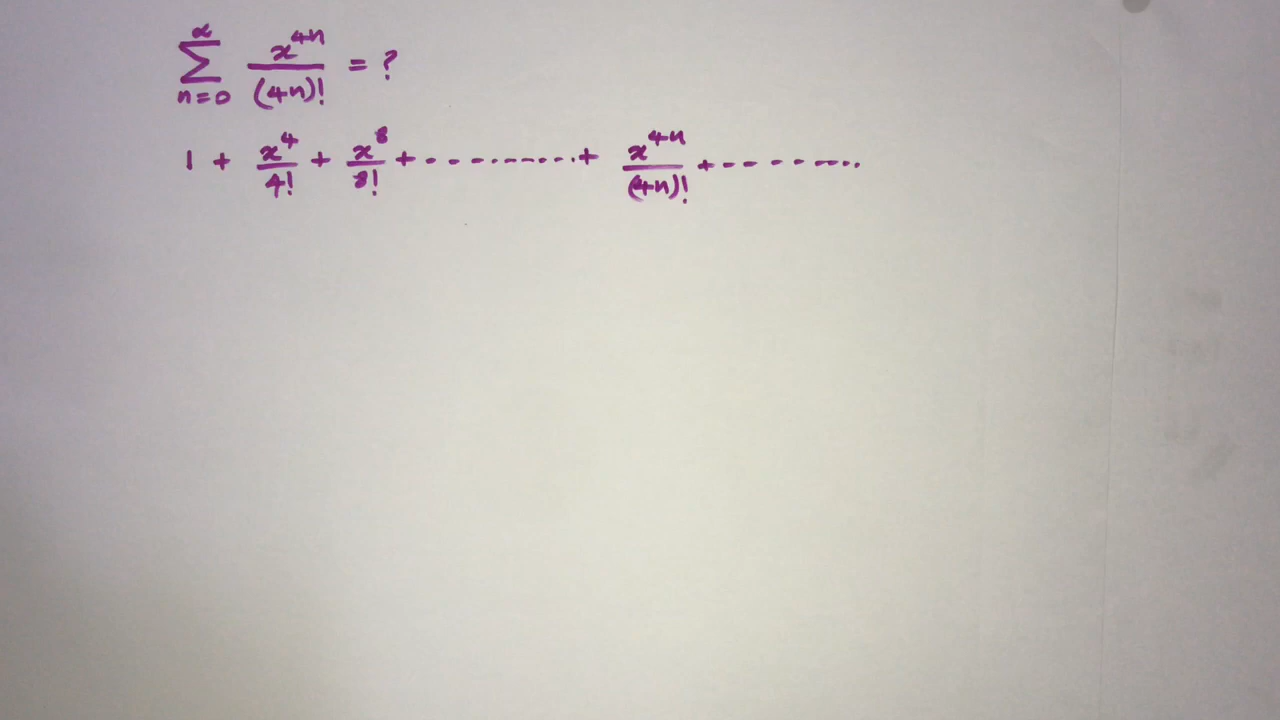 ∑_{n=0}^{∞} x^{4n}/(4n)! = ?
1 + x^4/4! + x^8/8! + ........... + x^{4n}/(4n)! + .........